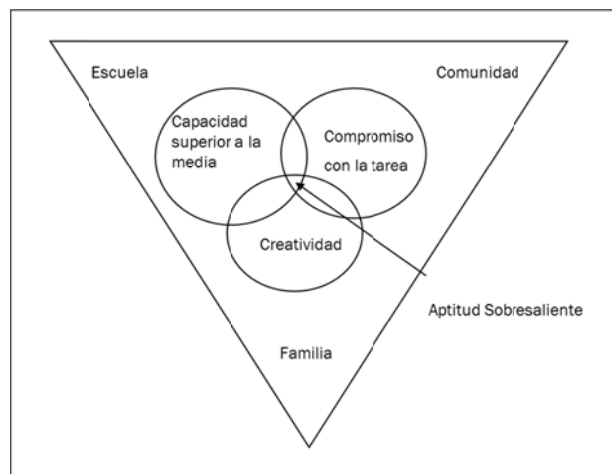 Escuela
Comunidad
Capacidad
superior a la
media
Compromiso
con la tarea
Creatividad
Aptitud Sobresaliente
Familia